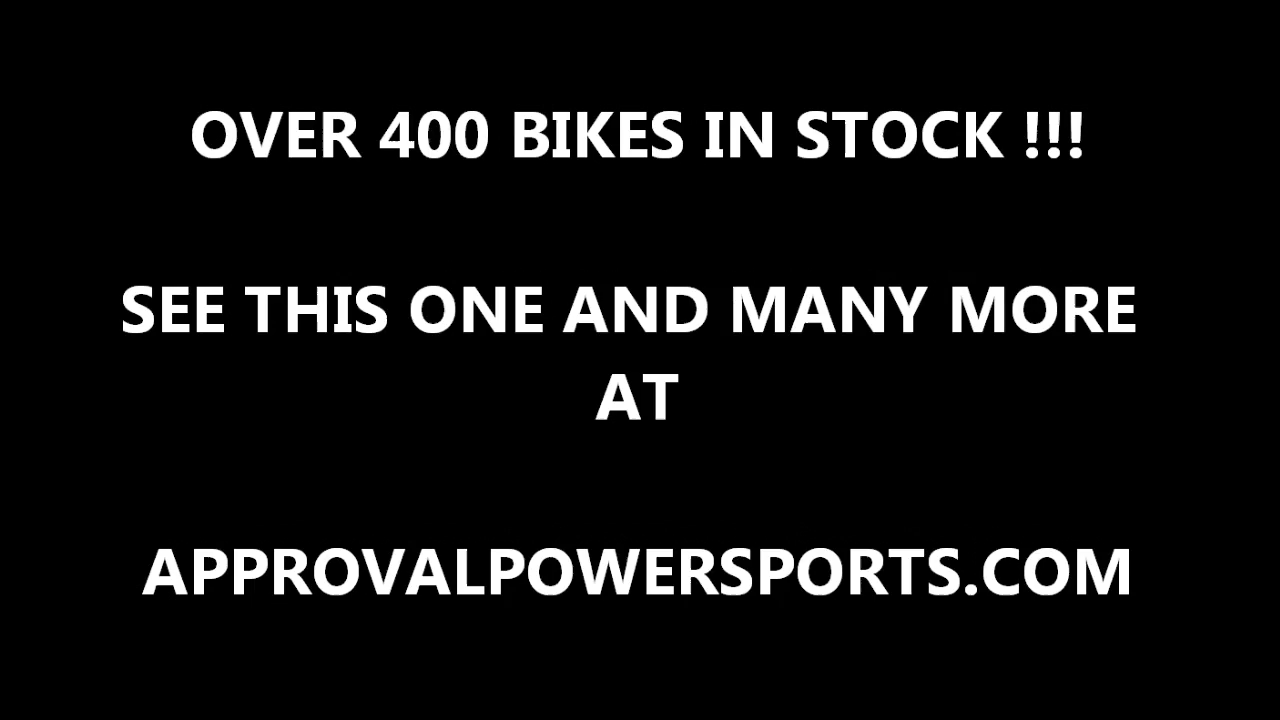 OVER 400 BIKES IN STOCK !!!
SEE THIS ONE AND MANY MORE
AT
APPROVALPOWERSPORTS.COM